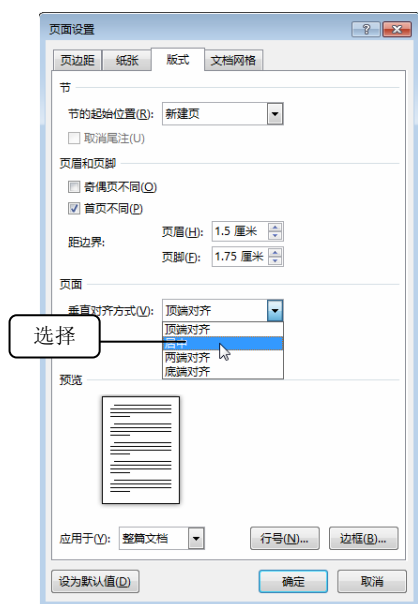 页面设置
页边距 纸张 版式 文档网格
节
节的起始位置(R): 新建页
取消尾注(U)
页眉和页脚
奇偶页不同(O)
首页不同(P)
距边界:
页眉(H): 1.5 厘米
页脚(F): 1.75 厘米
页面
垂直对齐方式(V): 顶端对齐
顶端对齐
选择
居中
两端对齐
底端对齐
预览
应用于(Y): 整篇文档 行号(N)... 边框(B)...
设为默认值(D) 确定 取消